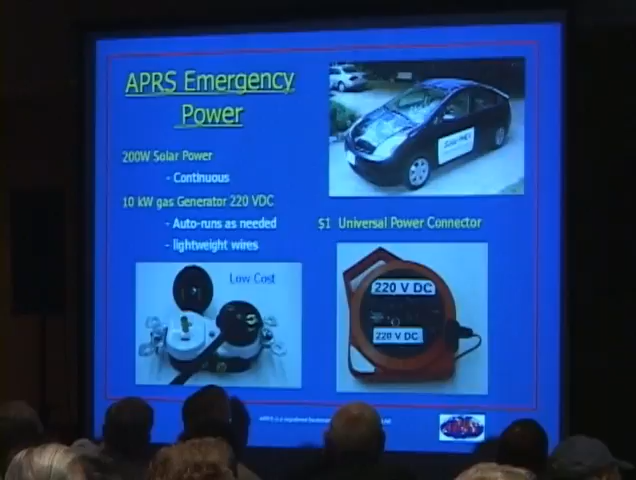 APRS Emergency
Power
200W Solar Power
- Continuous
10 kW gas Generator 220 VDC
- Auto-runs as needed
- lightweight wires
$1 Universal Power Connector
Low Cost
220 V DC
220 V DC